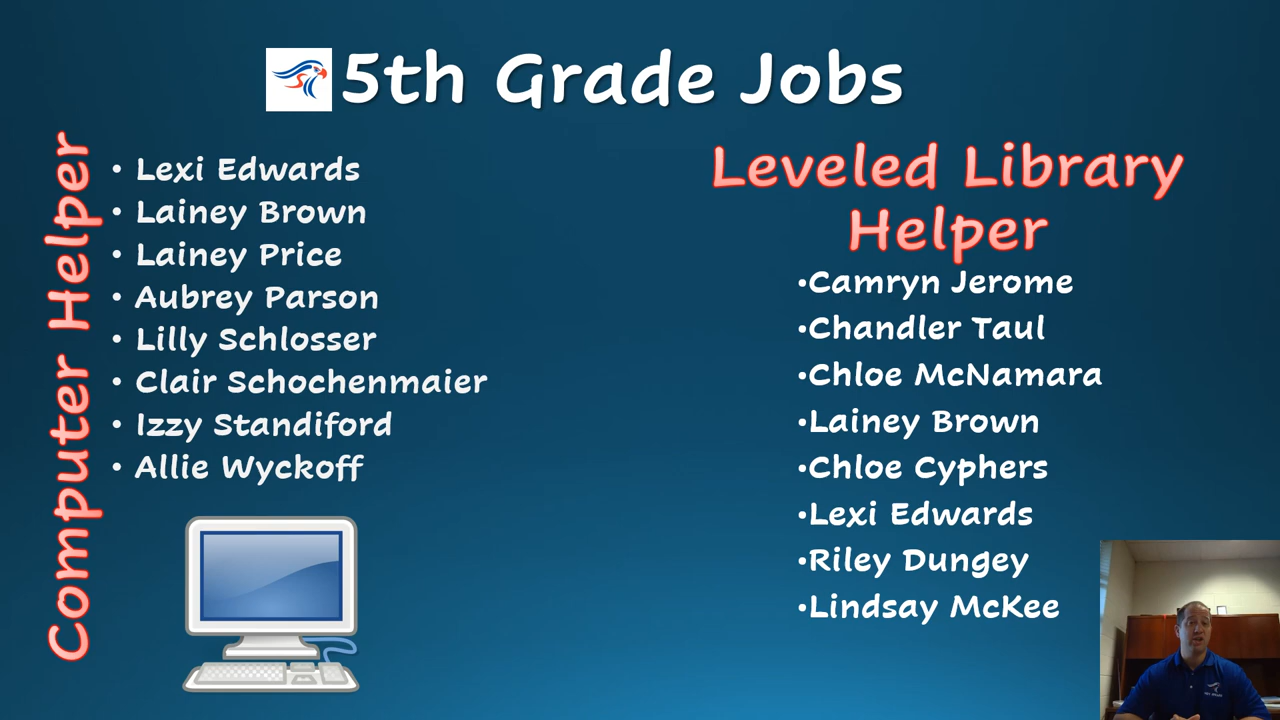 5th Grade Jobs
Computer Helper
• Lexi Edwards
• Lainey Brown
• Lainey Price
• Aubrey Parson
• Lilly Schlosser
• Clair Schochenmaier
• Izzy Standiford
• Allie Wyckoff
Leveled Library
Helper
•Camryn Jerome
•Chandler Taul
•Chloe McNamara
•Lainey Brown
•Chloe Cyphers
•Lexi Edwards
•Riley Dungey
•Lindsay McKee